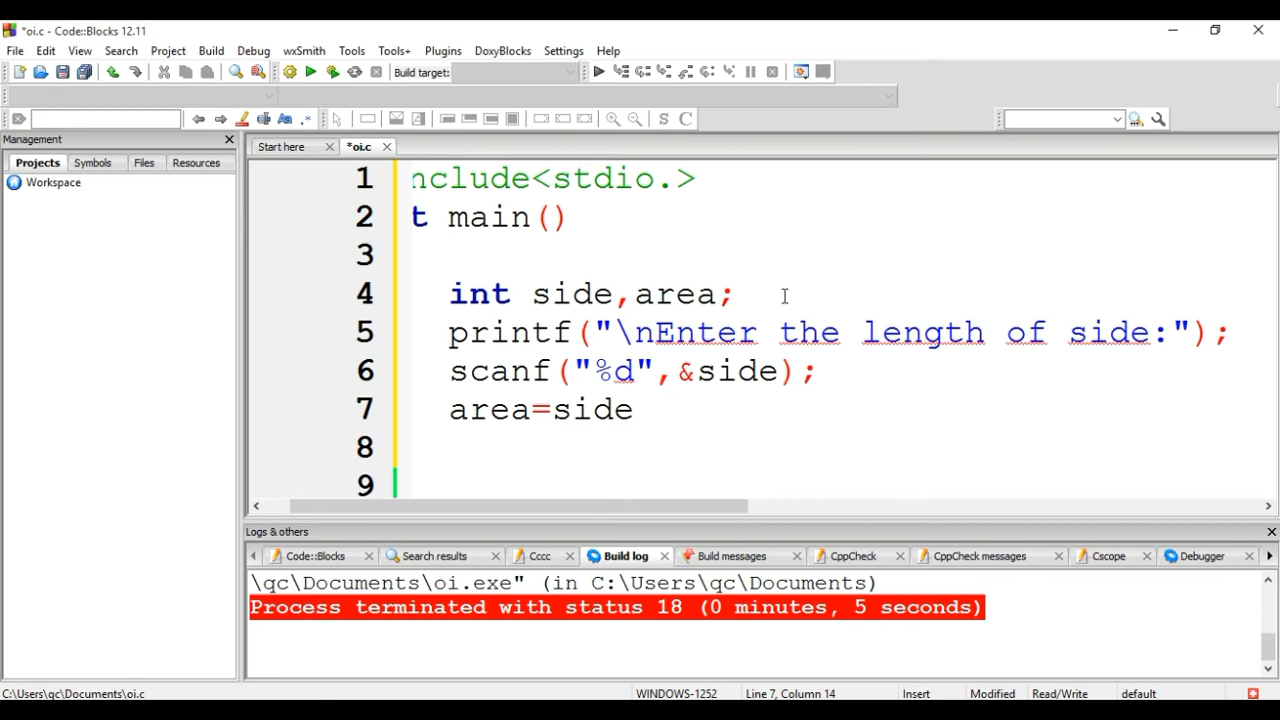 *oi.c - Code::Blocks 12.11
File Edit View Search Project Build Debug wxSmith Tools Tools+ Plugins DoxyBlocks Settings Help
Build target:
Management
Start here *oi.c
Projects Symbols Files Resources
Workspace
1 nclude<stdio.>
2 t main()
3
4 int side,area;
5 printf("\nEnter the length of side:");
6 scanf("%d",&side);
7 area=side
8
9
Logs & others
Code::Blocks Search results Cccc Build log Build messages CppCheck CppCheck messages Cscope Debugger
\qc\Documents\oi.exe" (in C:\Users\qc\Documents)
Process terminated with status 18 (0 minutes, 5 seconds)
C:\Users\qc\Documents\oi.c WINDOWS-1252 Line 7, Column 14 Insert Modified Read/Write default